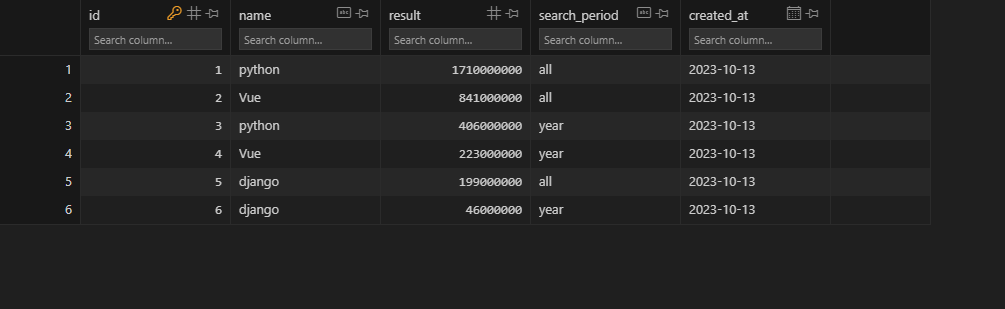 id name result search_period created_at
Search column... Search column... Search column... Search column... Search column...
1 1 python 1710000000 all 2023-10-13
2 2 Vue 841000000 all 2023-10-13
3 3 python 406000000 year 2023-10-13
4 4 Vue 223000000 year 2023-10-13
5 5 django 199000000 all 2023-10-13
6 6 django 46000000 year 2023-10-13